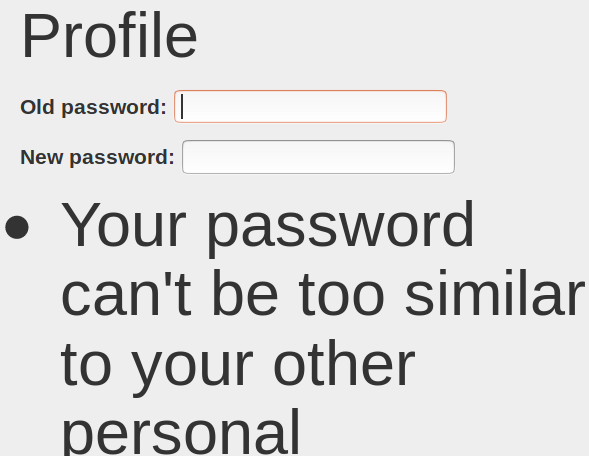 Profile
Old password:
New password:
Your password
can't be too similar
to your other
personal